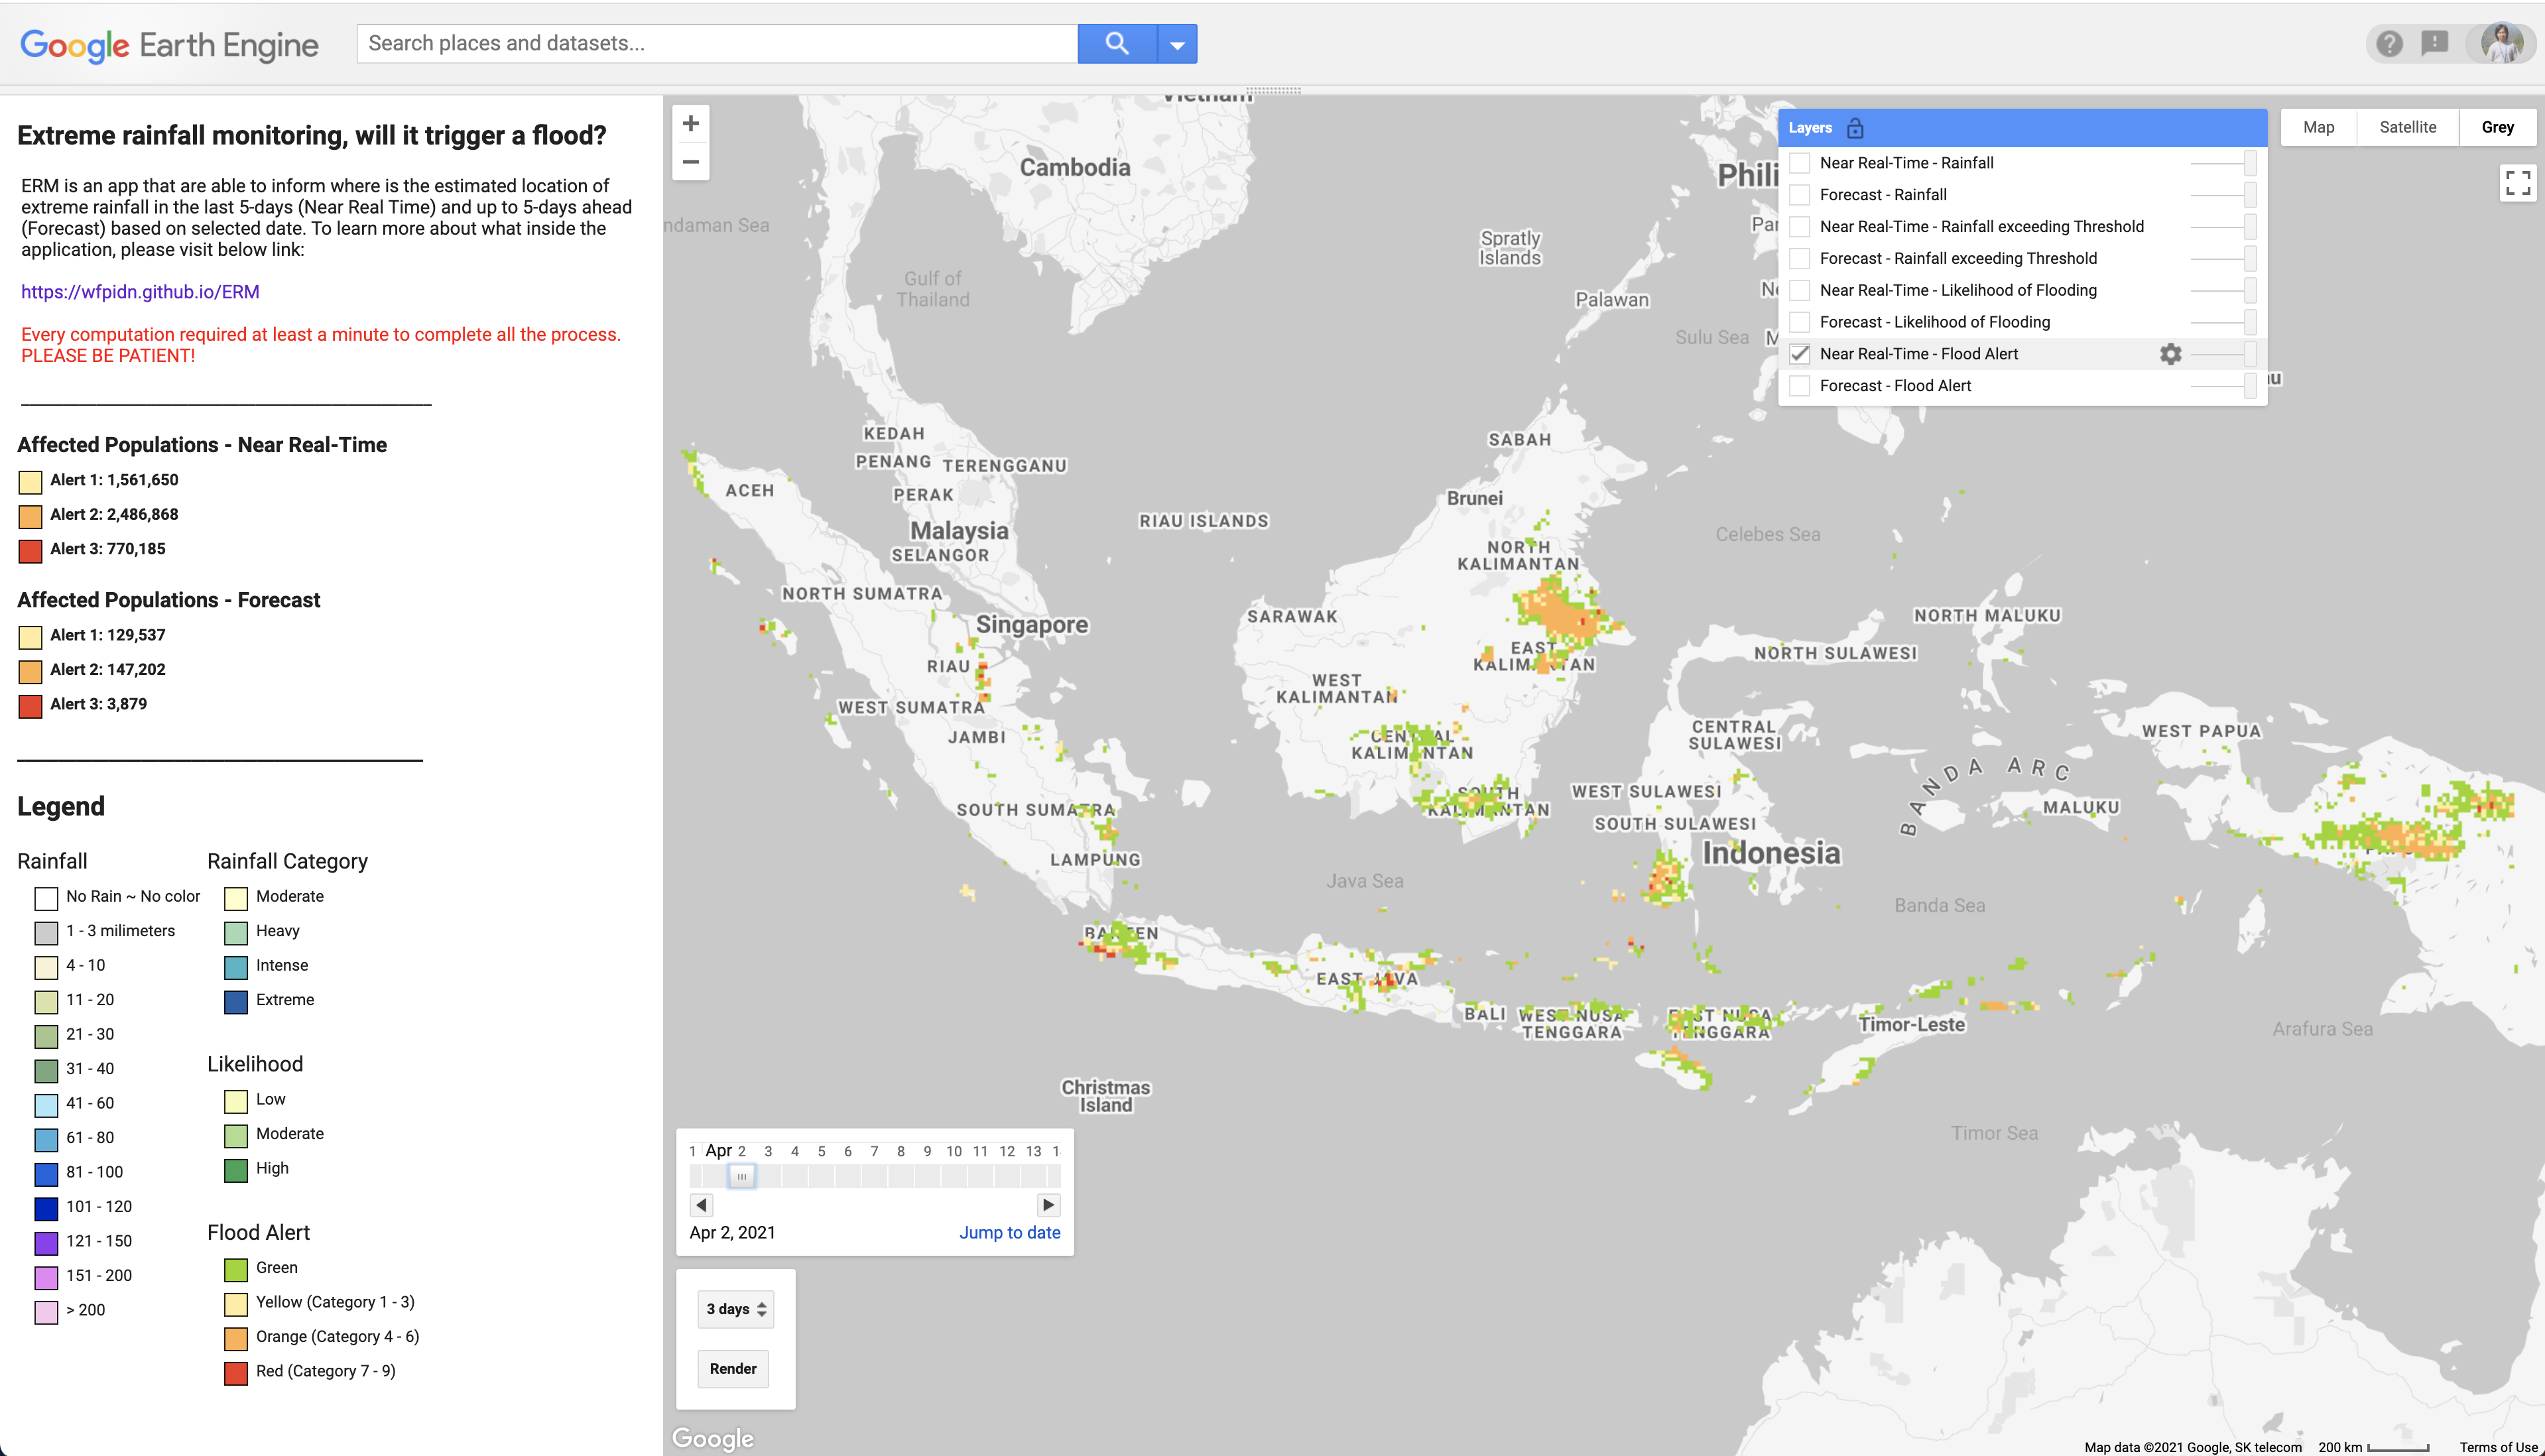 Google Earth Engine
Search places and datasets...
Extreme rainfall monitoring, will it trigger a flood?
ERM is an app that are able to inform where is the estimated location of
extreme rainfall in the last 5-days (Near Real Time) and up to 5-days ahead
(Forecast) based on selected date. To learn more about what inside the
application, please visit below link:
https://wfpidn.github.io/ERM
Every computation required at least a minute to complete all the process.
PLEASE BE PATIENT!
Affected Populations - Near Real-Time
Alert 1: 1,561,650
Alert 2: 2,486,868
Alert 3: 770,185
Affected Populations - Forecast
Alert 1: 129,537
Alert 2: 147,202
Alert 3: 3,879
Legend
Rainfall
No Rain ~ No color
1 - 3 milimeters
4 - 10
11 - 20
21 - 30
31 - 40
41 - 60
61 - 80
81 - 100
101 - 120
121 - 150
151 - 200
> 200
Rainfall Category
Moderate
Heavy
Intense
Extreme
Likelihood
Low
Moderate
High
Flood Alert
Green
Yellow (Category 1 - 3)
Orange (Category 4 - 6)
Red (Category 7 - 9)
+
−
Layers
Near Real-Time - Rainfall
Forecast - Rainfall
Near Real-Time - Rainfall exceeding Threshold
Forecast - Rainfall exceeding Threshold
Near Real-Time - Likelihood of Flooding
Forecast - Likelihood of Flooding
Near Real-Time - Flood Alert
Forecast - Flood Alert
Map Satellite Grey
Vietnam
Cambodia
Phili
ndaman Sea
Gulf of
Thailand
Spratly
Islands
Palawan
Sulu Sea
KEDAH
PENANG
TERENGGANU
PERAK
ACEH
Malaysia
SELANGOR
RIAU ISLANDS
SABAH
Brunei
Celebes Sea
NORTH
KALIMANTAN
NORTH SUMATRA
Singapore
SARAWAK
NORTH MALUKU
EAST
KALIMANTAN
NORTH SULAWESI
RIAU
WEST
KALIMANTAN
WEST SUMATRA
JAMBI
CENTRAL
KALIMANTAN
CENTRAL
SULAWESI
WEST PAPUA
BANDA ARC
SOUTH SUMATRA
SOUTH
KALIMANTAN
WEST SULAWESI
SOUTH SULAWESI
MALUKU
LAMPUNG
Indonesia
Java Sea
Banda Sea
BANTEN
EAST JAVA
BALI
WEST NUSA
TENGGARA
EAST NUSA
TENGGARA
Timor-Leste
Arafura Sea
Christmas
Island
Timor Sea
1 Apr 2 3 4 5 6 7 8 9 10 11 12 13 1
Apr 2, 2021
Jump to date
3 days
Render
Google
Map data ©2021 Google, SK telecom 200 km Terms of Use